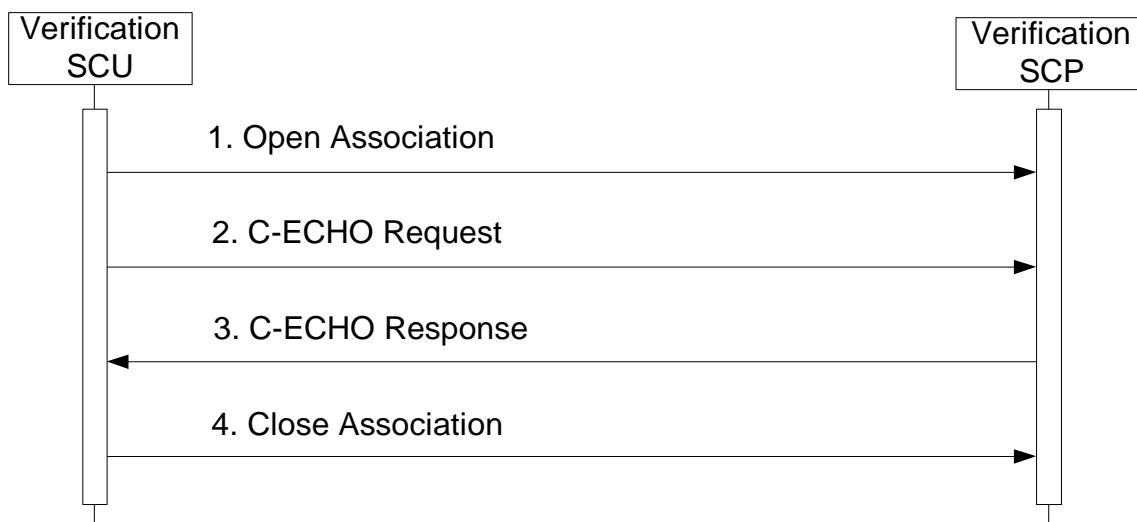 Verification
SCU
Verification
SCP
1. Open Association
2. C-ECHO Request
3. C-ECHO Response
4. Close Association